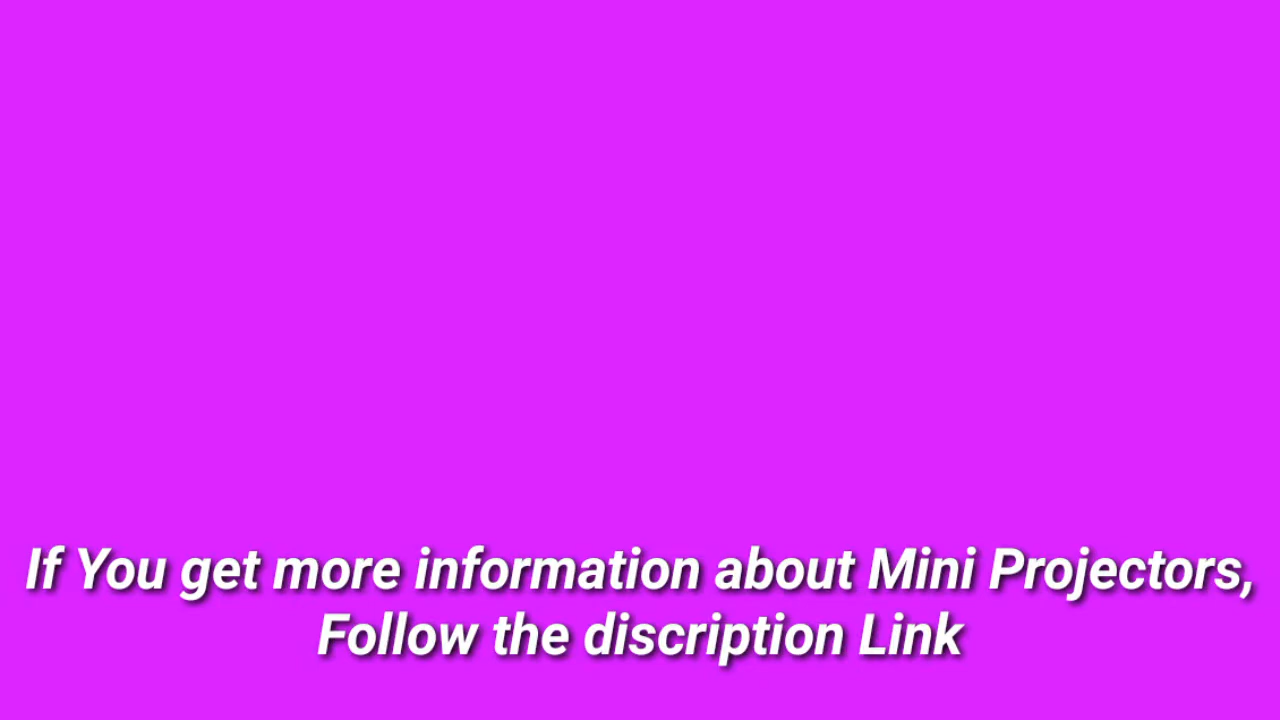 If You get more information about Mini Projectors,
Follow the discription Link